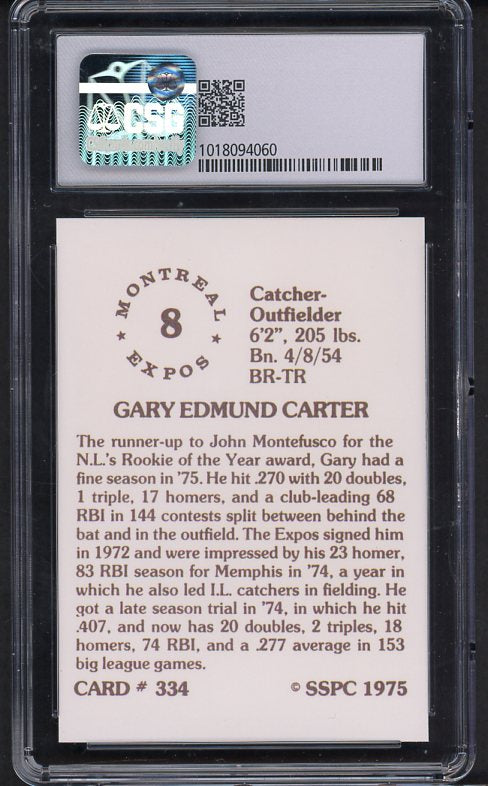 CSG
1018094060
MONTREAL
8
EXPOS
Catcher-
Outfielder
6'2", 205 lbs.
Bn. 4/8/54
BR-TR
GARY EDMUND CARTER
The runner-up to John Montefusco for the
N.L.'s Rookie of the Year award, Gary had a
fine season in '75. He hit .270 with 20 doubles,
1 triple, 17 homers, and a club-leading 68
RBI in 144 contests split between behind the
bat and in the outfield. The Expos signed him
in 1972 and were impressed by his 23 homer,
83 RBI season for Memphis in '74, a year in
which he also led I.L. catchers in fielding. He
got a late season trial in '74, in which he hit
.407, and now has 20 doubles, 2 triples, 18
homers, 74 RBI, and a .277 average in 153
big league games.
CARD # 334
© SSPC 1975